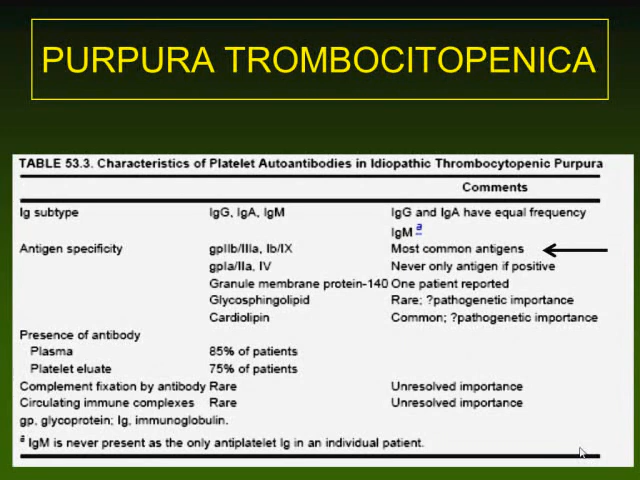 PURPURA TROMBOCITOPENICA
TABLE 53.3. Characteristics of Platelet Autoantibodies in Idiopathic Thrombocytopenic Purpura
Comments
Ig subtype IgG, IgA, IgM IgG and IgA have equal frequency
IgM a
Antigen specificity gpIIb/IIIa, Ib/IX Most common antigens
gpIa/IIa, IV Never only antigen if positive
Granule membrane protein-140 One patient reported
Glycosphingolipid Rare; ?pathogenetic importance
Cardiolipin Common; ?pathogenetic importance
Presence of antibody
Plasma 85% of patients
Platelet eluate 75% of patients
Complement fixation by antibody Rare Unresolved importance
Circulating immune complexes Rare Unresolved importance
gp, glycoprotein; Ig, immunoglobulin.
a IgM is never present as the only antiplatelet Ig in an individual patient.